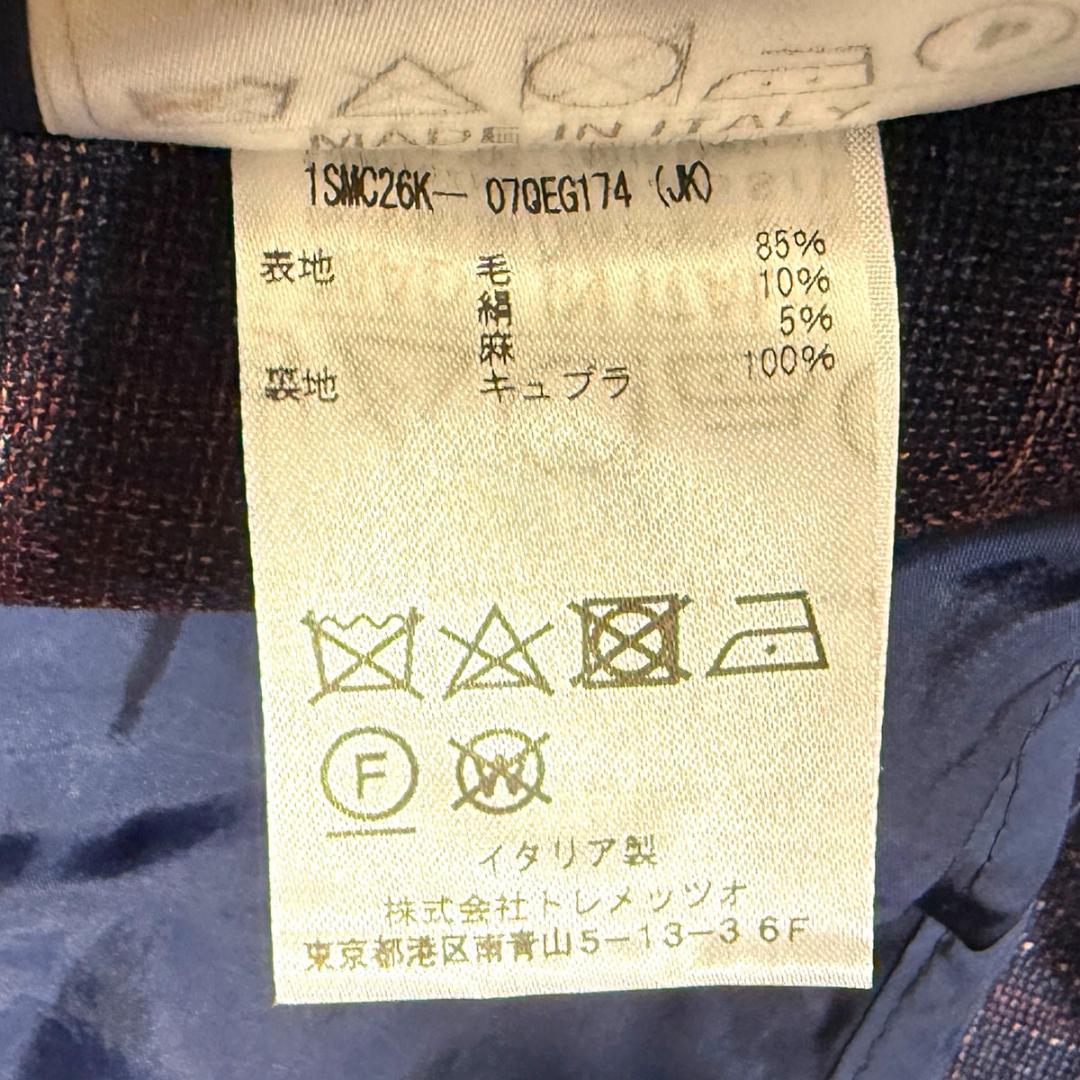 MADE IN ITALY
1SMC26K— 07QEG174 (JK)
表地 毛 85%
絹 10%
麻 5%
裏地 キュプラ 100%
F
W
イタリア製
株式会社トレメッツオ
東京都港区南青山5−13−3 6F